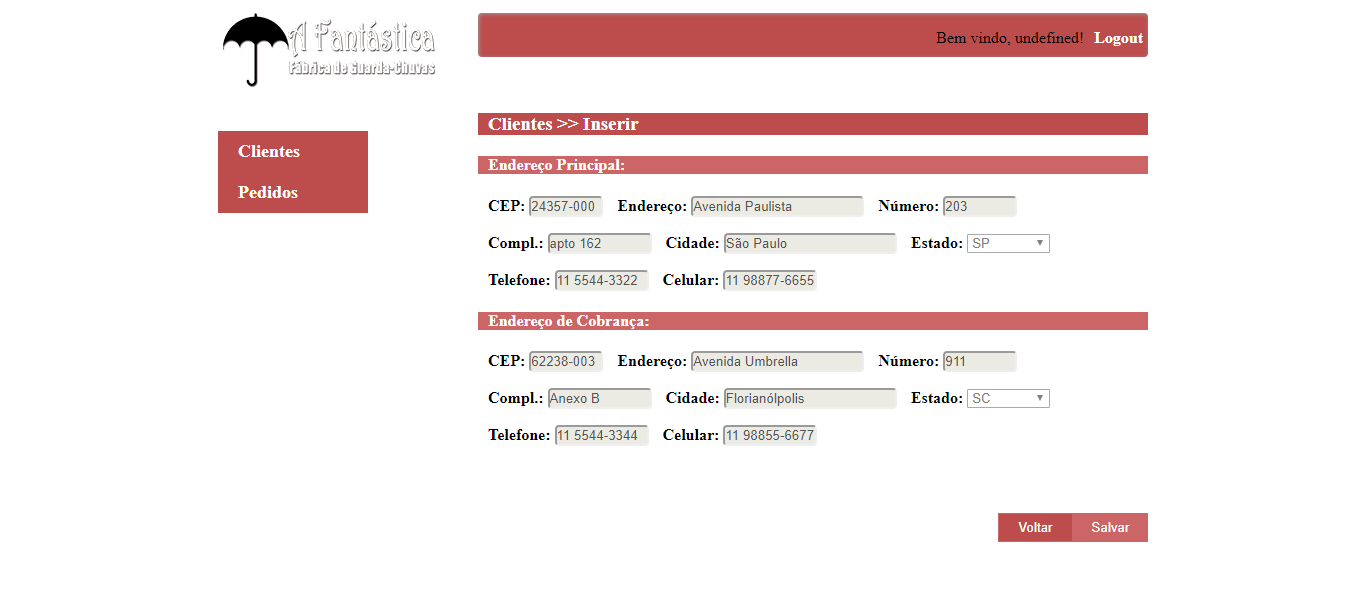 A Fantástica
Fábrica de Guarda-Chuvas
Bem vindo, undefined! Logout
Clientes
Pedidos
Clientes >> Inserir
Endereço Principal:
CEP: 24357-000 Endereço: Avenida Paulista Número: 203
Compl.: apto 162 Cidade: São Paulo Estado: SP
Telefone: 11 5544-3322 Celular: 11 98877-6655
Endereço de Cobrança:
CEP: 62238-003 Endereço: Avenida Umbrella Número: 911
Compl.: Anexo B Cidade: Florianólpolis Estado: SC
Telefone: 11 5544-3344 Celular: 11 98855-6677
Voltar Salvar